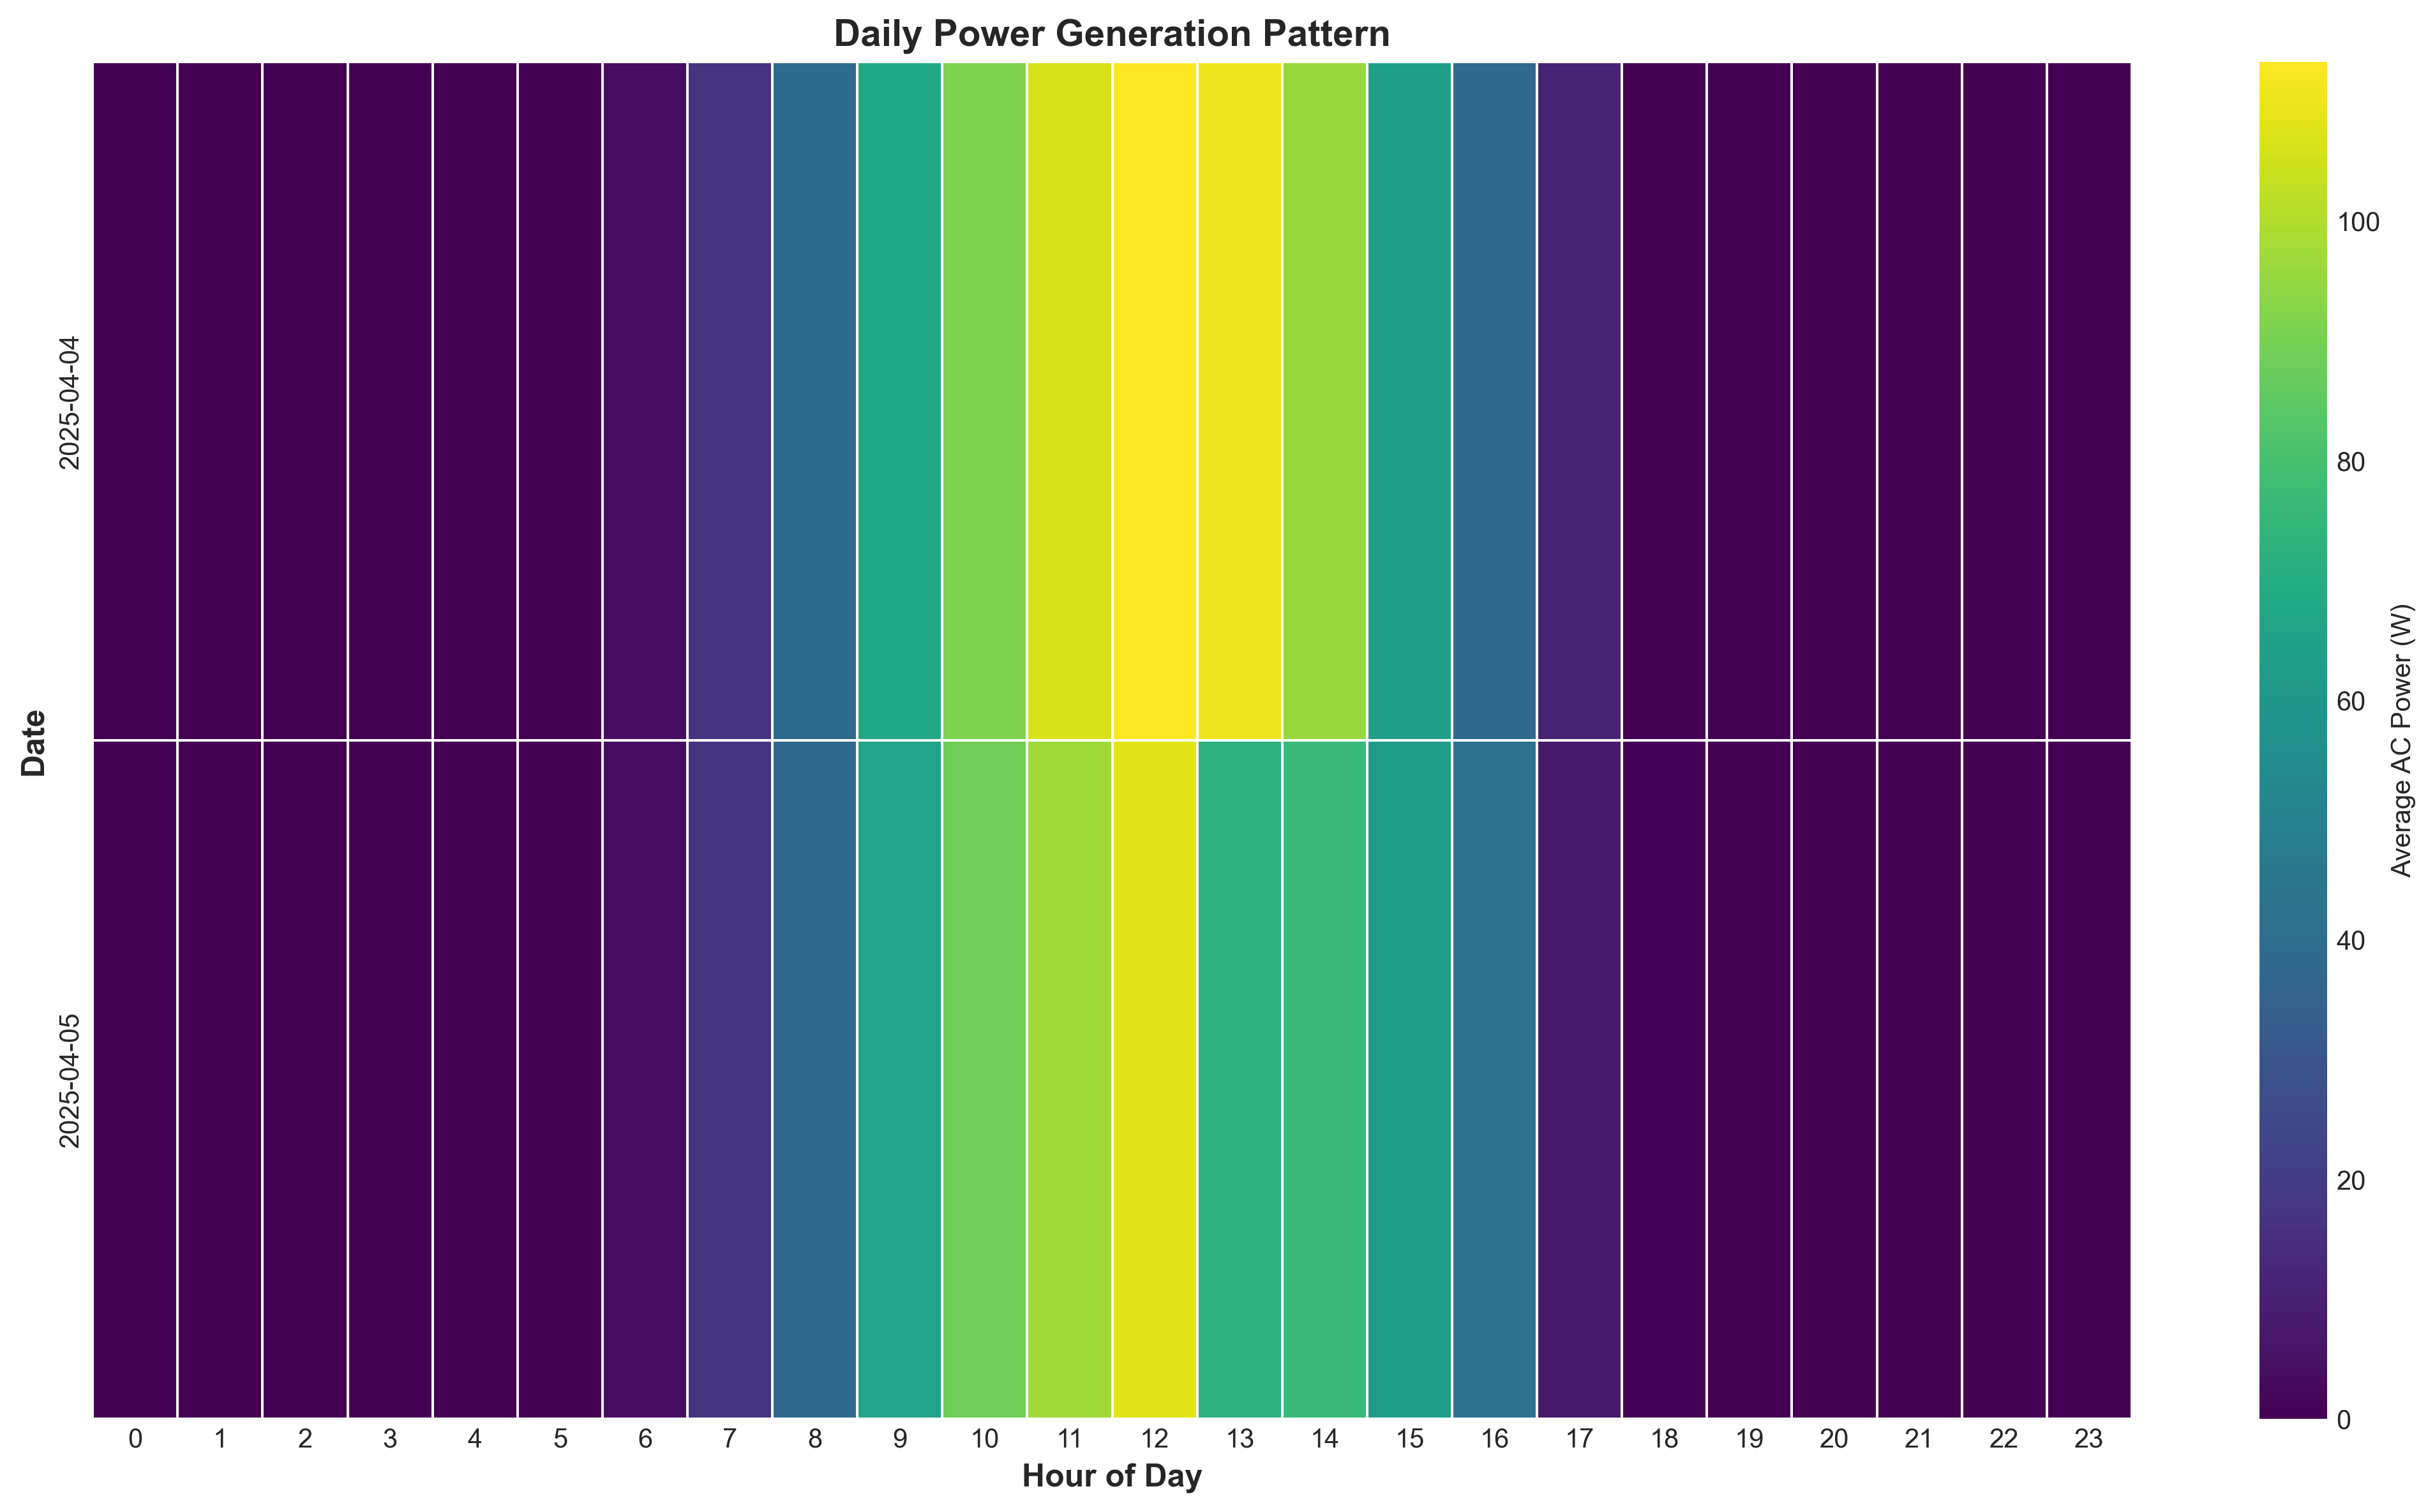 Daily Power Generation Pattern
Date
2025-04-04
2025-04-05
0 1 2 3 4 5 6 7 8 9 10 11 12 13 14 15 16 17 18 19 20 21 22 23
Hour of Day
100
80
60
40
20
0
Average AC Power (W)